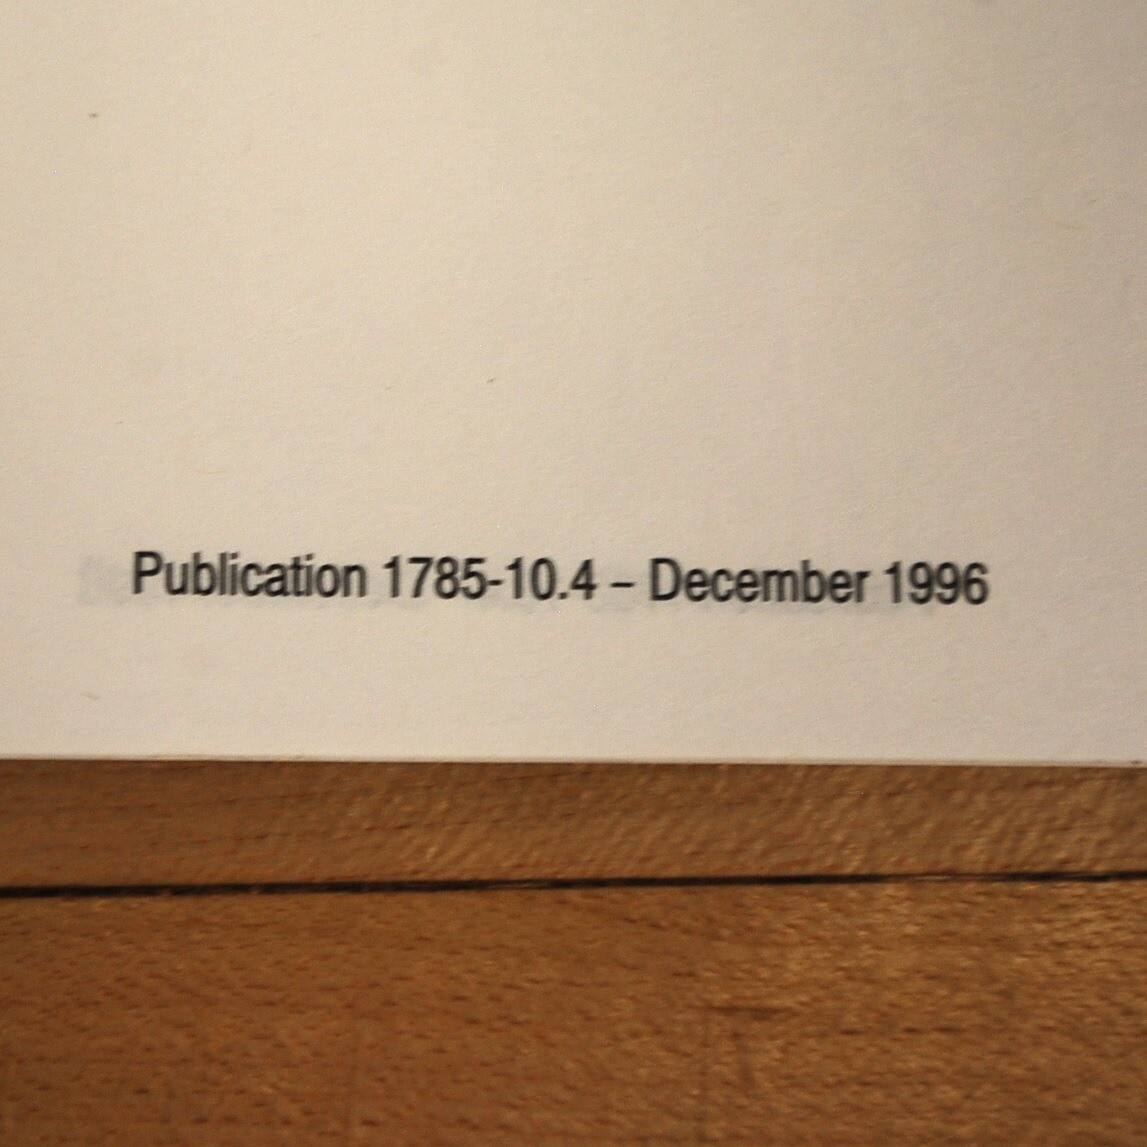 Publication 1785-10.4 – December 1996